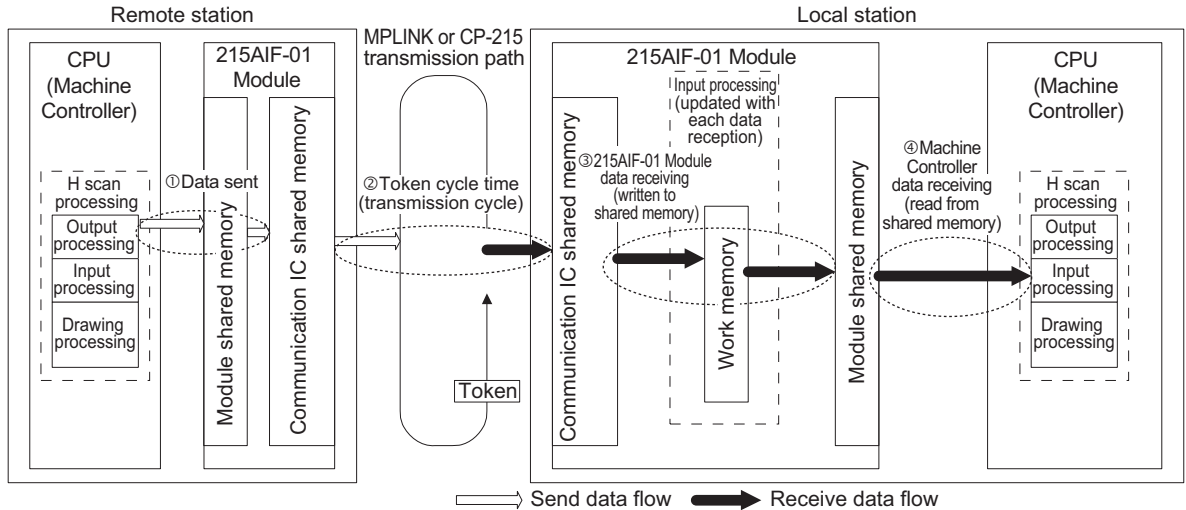 Remote station
Local station
CPU
(Machine
Controller)
215AIF-01
Module
MPLINK or CP-215
transmission path
215AIF-01 Module
CPU
(Machine
Controller)
H scan
processing
Output
processing
Input
processing
Drawing
processing
①Data sent
Module shared memory
Communication IC shared memory
②Token cycle time
(transmission cycle)
Token
Communication IC shared memory
Input processing
(updated with
each data
reception)
③215AIF-01 Module
data receiving
(written to
shared memory)
Work memory
Module shared memory
④Machine
Controller
data receiving
(read from
shared memory)
H scan
processing
Output
processing
Input
processing
Drawing
processing
Send data flow
Receive data flow